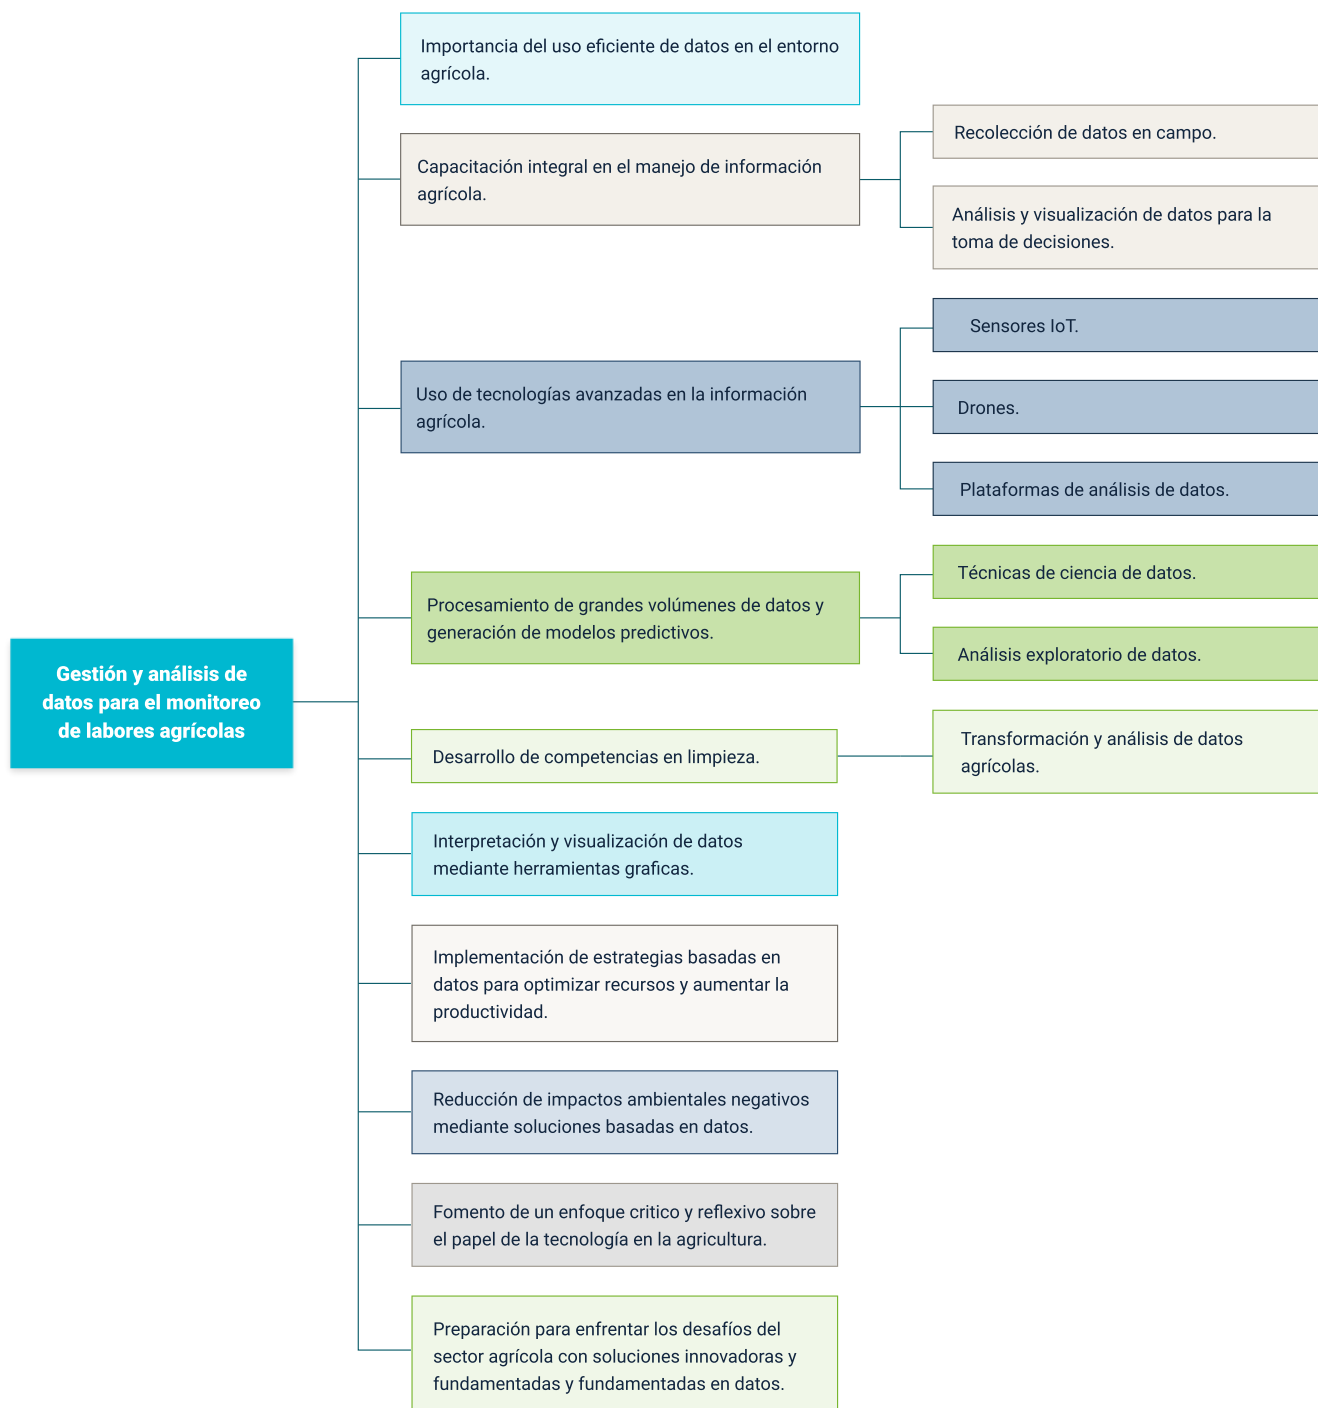 Importancia del uso eficiente de datos en el entorno
agrícola.
Capacitación integral en el manejo de información
agrícola.
Recolección de datos en campo.
Análisis y visualización de datos para la
toma de decisiones.
Uso de tecnologías avanzadas en la información
agrícola.
Sensores IoT.
Drones.
Plataformas de análisis de datos.
Procesamiento de grandes volúmenes de datos y
generación de modelos predictivos.
Técnicas de ciencia de datos.
Análisis exploratorio de datos.
Gestión y análisis de
datos para el monitoreo
de labores agrícolas
Desarrollo de competencias en limpieza.
Transformación y análisis de datos
agrícolas.
Interpretación y visualización de datos
mediante herramientas graficas.
Implementación de estrategias basadas en
datos para optimizar recursos y aumentar la
productividad.
Reducción de impactos ambientales negativos
mediante soluciones basadas en datos.
Fomento de un enfoque critico y reflexivo sobre
el papel de la tecnología en la agricultura.
Preparación para enfrentar los desafíos del
sector agrícola con soluciones innovadoras y
fundamentadas y fundamentadas en datos.